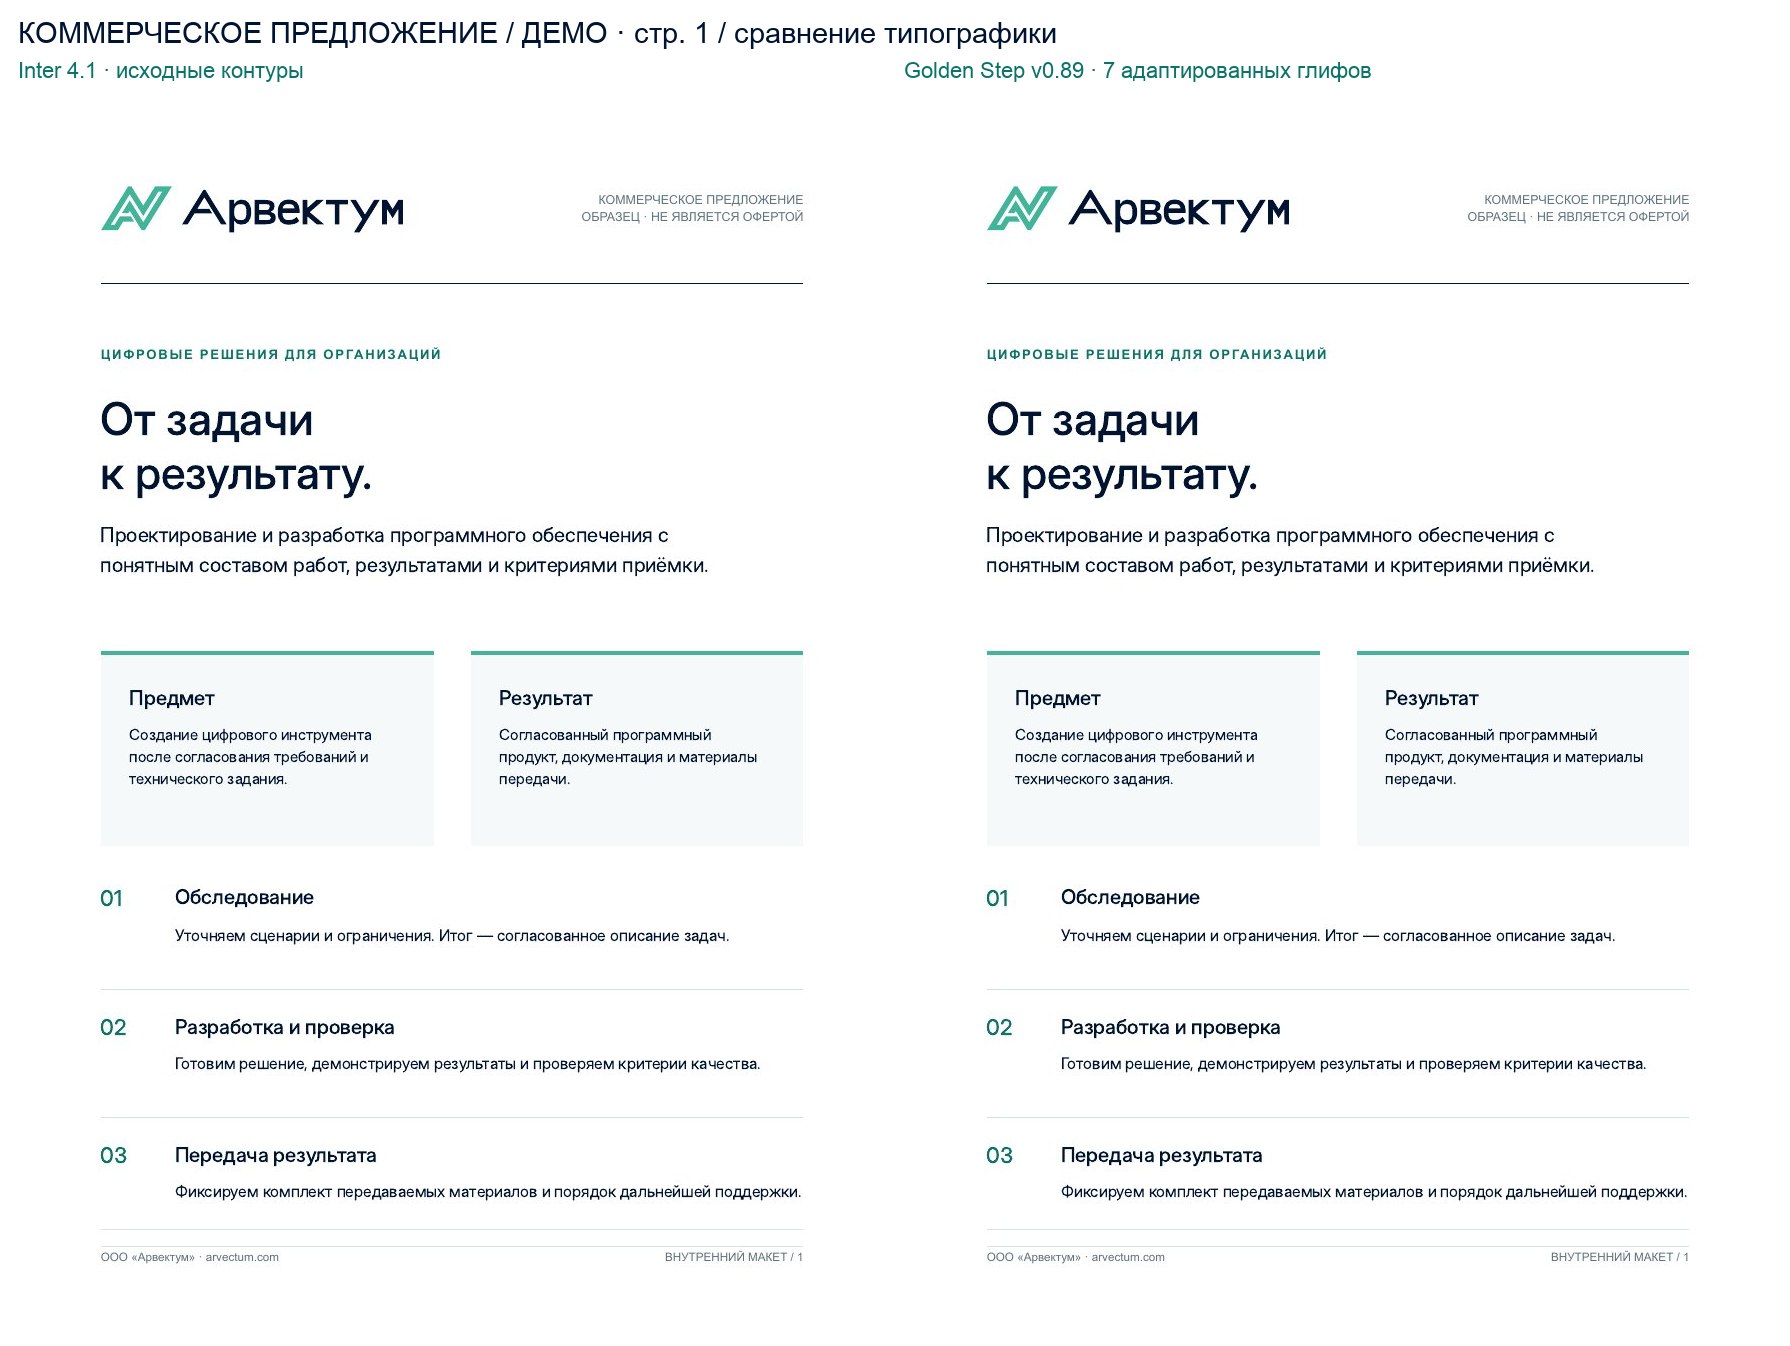 КОММЕРЧЕСКОЕ ПРЕДЛОЖЕНИЕ / ДЕМО · стр. 1 / сравнение типографики
Inter 4.1 · исходные контуры
Арвектум
КОММЕРЧЕСКОЕ ПРЕДЛОЖЕНИЕ
ОБРАЗЕЦ · НЕ ЯВЛЯЕТСЯ ОФЕРТОЙ
ЦИФРОВЫЕ РЕШЕНИЯ ДЛЯ ОРГАНИЗАЦИЙ
От задачи
к результату.
Проектирование и разработка программного обеспечения с
понятным составом работ, результатами и критериями приёмки.
Предмет
Создание цифрового инструмента
после согласования требований и
технического задания.
Результат
Согласованный программный
продукт, документация и материалы
передачи.
01
Обследование
Уточняем сценарии и ограничения. Итог — согласованное описание задач.
02
Разработка и проверка
Готовим решение, демонстрируем результаты и проверяем критерии качества.
03
Передача результата
Фиксируем комплект передаваемых материалов и порядок дальнейшей поддержки.
ООО «Арвектум» · arvectum.com
ВНУТРЕННИЙ МАКЕТ / 1
Golden Step v0.89 · 7 адаптированных глифов
Арвектум
КОММЕРЧЕСКОЕ ПРЕДЛОЖЕНИЕ
ОБРАЗЕЦ · НЕ ЯВЛЯЕТСЯ ОФЕРТОЙ
ЦИФРОВЫЕ РЕШЕНИЯ ДЛЯ ОРГАНИЗАЦИЙ
От задачи
к результату.
Проектирование и разработка программного обеспечения с
понятным составом работ, результатами и критериями приёмки.
Предмет
Создание цифрового инструмента
после согласования требований и
технического задания.
Результат
Согласованный программный
продукт, документация и материалы
передачи.
01
Обследование
Уточняем сценарии и ограничения. Итог — согласованное описание задач.
02
Разработка и проверка
Готовим решение, демонстрируем результаты и проверяем критерии качества.
03
Передача результата
Фиксируем комплект передаваемых материалов и порядок дальнейшей поддержки.
ООО «Арвектум» · arvectum.com
ВНУТРЕННИЙ МАКЕТ / 1